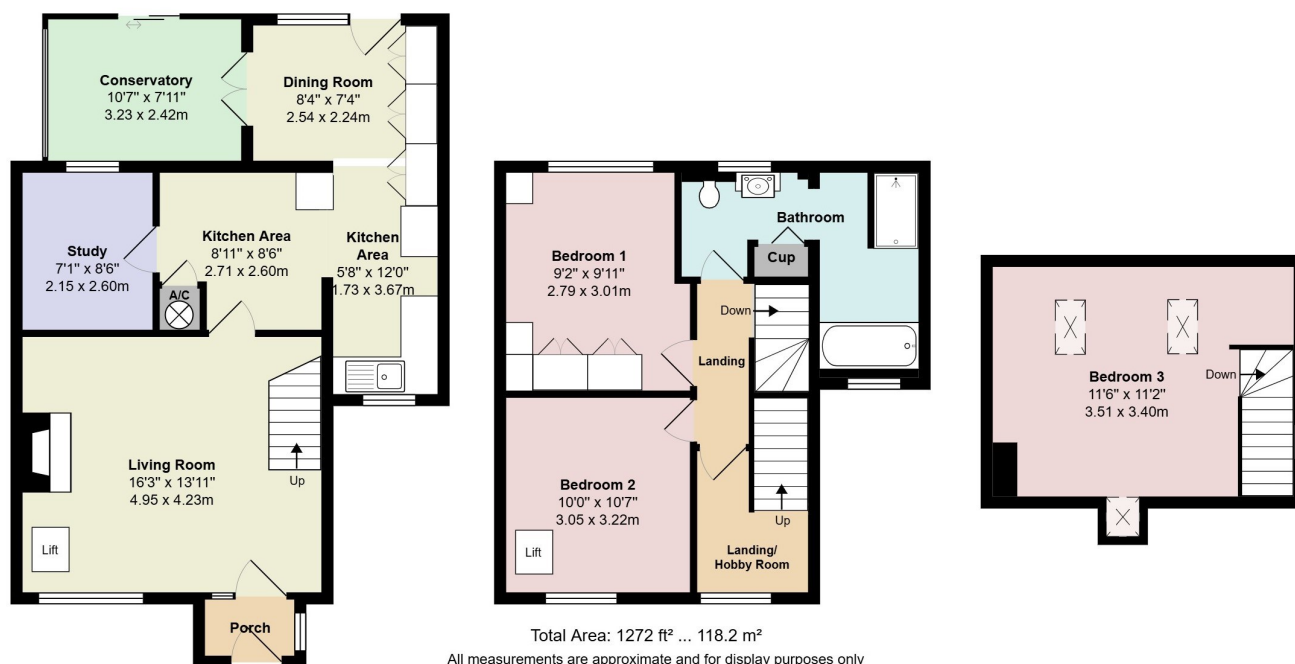 Conservatory
10'7" x 7'11"
3.23 x 2.42m
Dining Room
8'4" x 7'4"
2.54 x 2.24m
Study
7'1" x 8'6"
2.15 x 2.60m
Kitchen Area
8'11" x 8'6"
2.71 x 2.60m
Kitchen
Area
5'8" x 12'0"
1.73 x 3.67m
A/C
Living Room
16'3" x 13'11"
4.95 x 4.23m
Up
Lift
Porch
Bedroom 1
9'2" x 9'11"
2.79 x 3.01m
Bathroom
Cup
Down
Landing
Bedroom 2
10'0" x 10'7"
3.05 x 3.22m
Lift
Up
Landing/
Hobby Room
Bedroom 3
11'6" x 11'2"
3.51 x 3.40m
Down
Total Area: 1272 ft² ... 118.2 m²
All measurements are approximate and for display purposes only